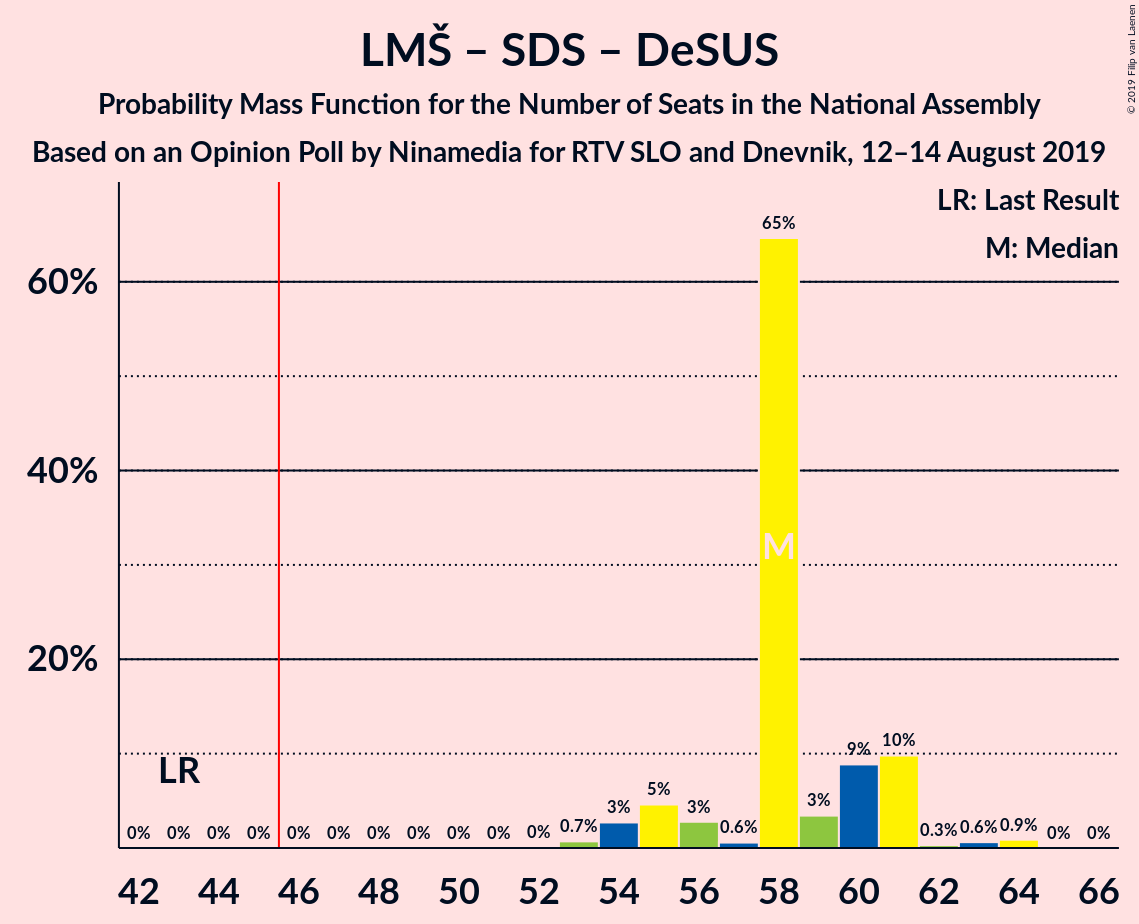 LMŠ – SDS – DeSUS
Probability Mass Function for the Number of Seats in the National Assembly
Based on an Opinion Poll by Ninamedia for RTV SLO and Dnevnik, 12–14 August 2019
© 2019 Filip van Laenen
LR: Last Result
M: Median
60%
40%
20%
65%
M
LR
0% 0% 0% 0% 0% 0% 0% 0% 0% 0% 0% 0.7% 3% 5% 3% 0.6% 3% 9% 10% 0.3% 0.6% 0.9% 0% 0%
42 44 46 48 50 52 54 56 58 60 62 64 66